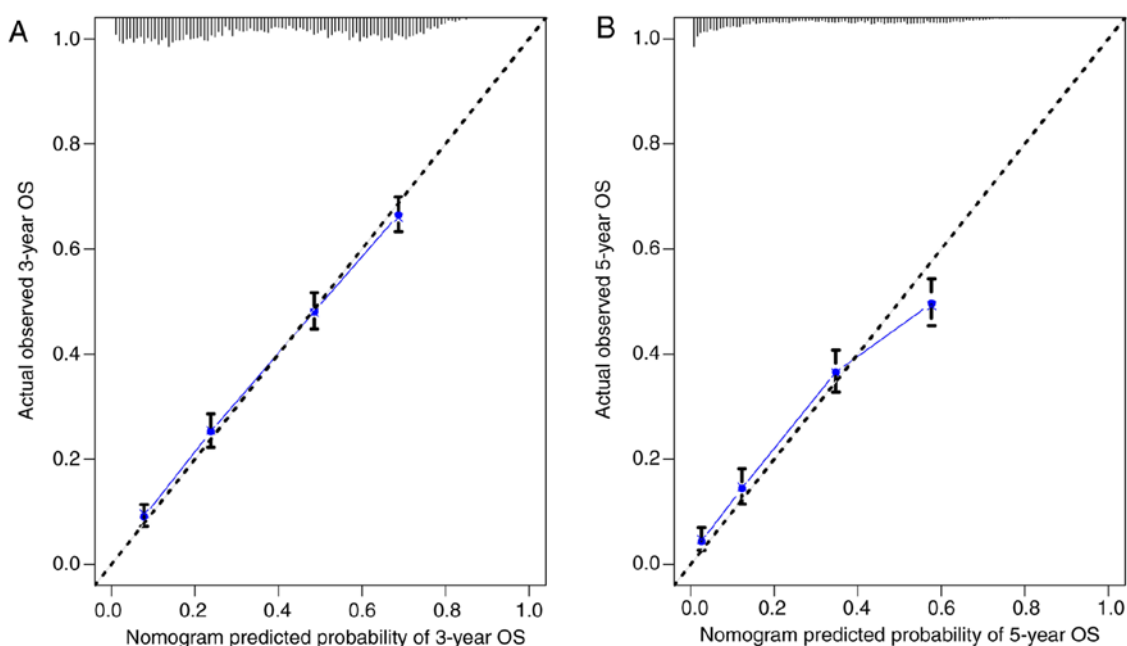 A
1.0
0.8
0.6
0.4
0.2
0.0
Actual observed 3-year OS
0.0 0.2 0.4 0.6 0.8 1.0
Nomogram predicted probability of 3-year OS
B
1.0
0.8
0.6
0.4
0.2
0.0
Actual observed 5-year OS
0.0 0.2 0.4 0.6 0.8 1.0
Nomogram predicted probability of 5-year OS